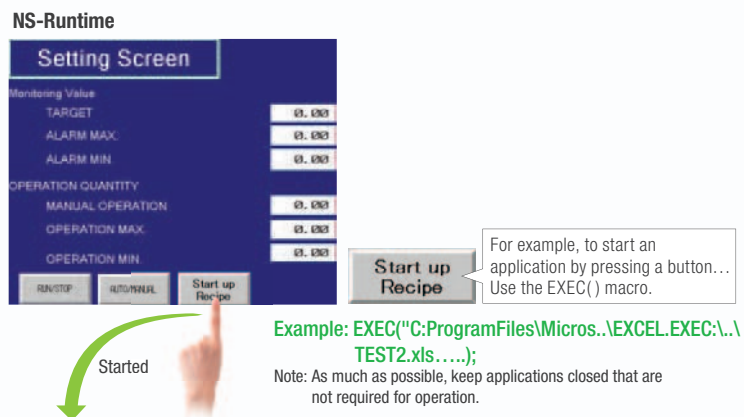 NS-Runtime
Setting Screen
Monitoring Value
TARGET 0.00
ALARM MAX. 0.00
ALARM MIN. 0.00
OPERATION QUANTITY
MANUAL OPERATION 0.00
OPERATION MAX. 0.00
OPERATION MIN. 0.00
RUN/STOP AUTO/MANUAL Start up
Recipe
Start up
Recipe
For example, to start an
application by pressing a button…
Use the EXEC( ) macro.
Example: EXEC("C:ProgramFiles\Micros..\EXCEL.EXEC:\..\
TEST2.xls…..);
Note: As much as possible, keep applications closed that are
not required for operation.
Started